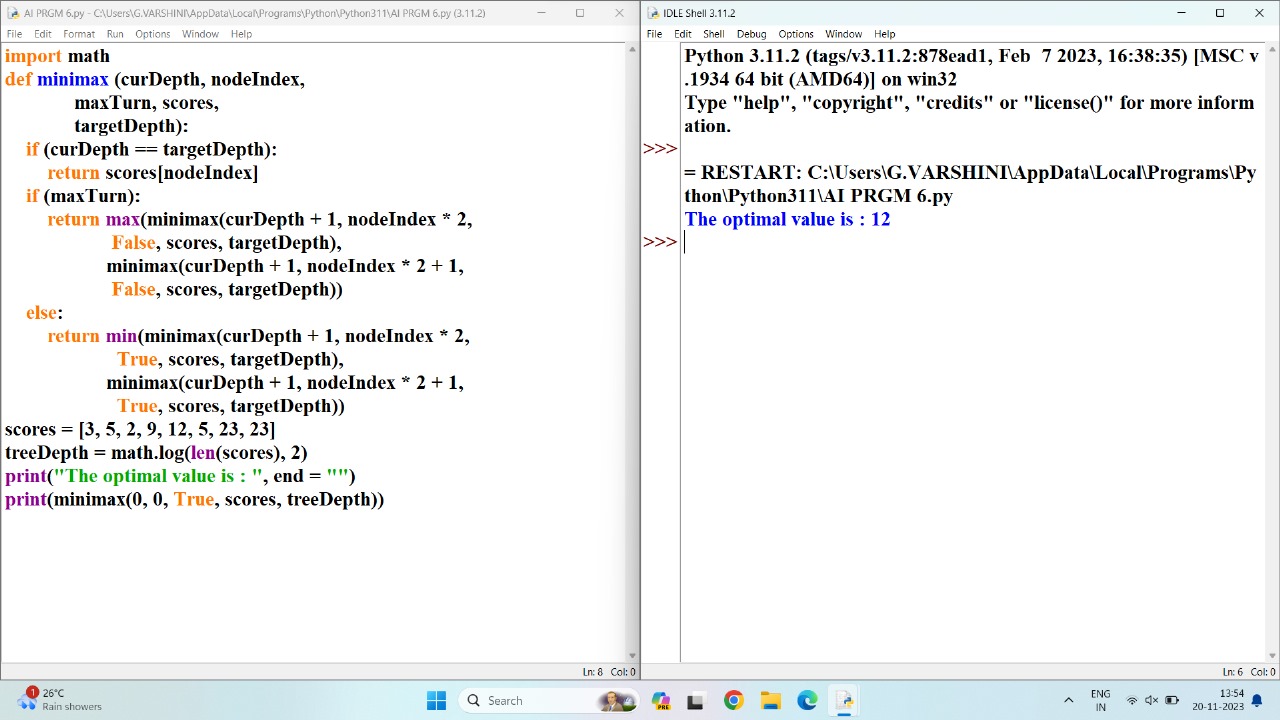 AI PRGM 6.py - C:\Users\G.VARSHINI\AppData\Local\Programs\Python\Python311\AI PRGM 6.py (3.11.2)
File Edit Format Run Options Window Help
import math
def minimax (curDepth, nodeIndex,
maxTurn, scores,
targetDepth):
if (curDepth == targetDepth):
return scores[nodeIndex]
if (maxTurn):
return max(minimax(curDepth + 1, nodeIndex * 2,
False, scores, targetDepth),
minimax(curDepth + 1, nodeIndex * 2 + 1,
False, scores, targetDepth))
else:
return min(minimax(curDepth + 1, nodeIndex * 2,
True, scores, targetDepth),
minimax(curDepth + 1, nodeIndex * 2 + 1,
True, scores, targetDepth))
scores = [3, 5, 2, 9, 12, 5, 23, 23]
treeDepth = math.log(len(scores), 2)
print("The optimal value is : ", end = "")
print(minimax(0, 0, True, scores, treeDepth))
Ln: 8 Col: 0
IDLE Shell 3.11.2
File Edit Shell Debug Options Window Help
Python 3.11.2 (tags/v3.11.2:878ead1, Feb  7 2023, 16:38:35) [MSC v
.1934 64 bit (AMD64)] on win32
Type "help", "copyright", "credits" or "license()" for more inform
ation.
>>>
= RESTART: C:\Users\G.VARSHINI\AppData\Local\Programs\Py
thon\Python311\AI PRGM 6.py
The optimal value is : 12
>>>
Ln: 6 Col: 0
1
26°C
Rain showers
Search
PRE
ENG
IN
13:54
20-11-2023